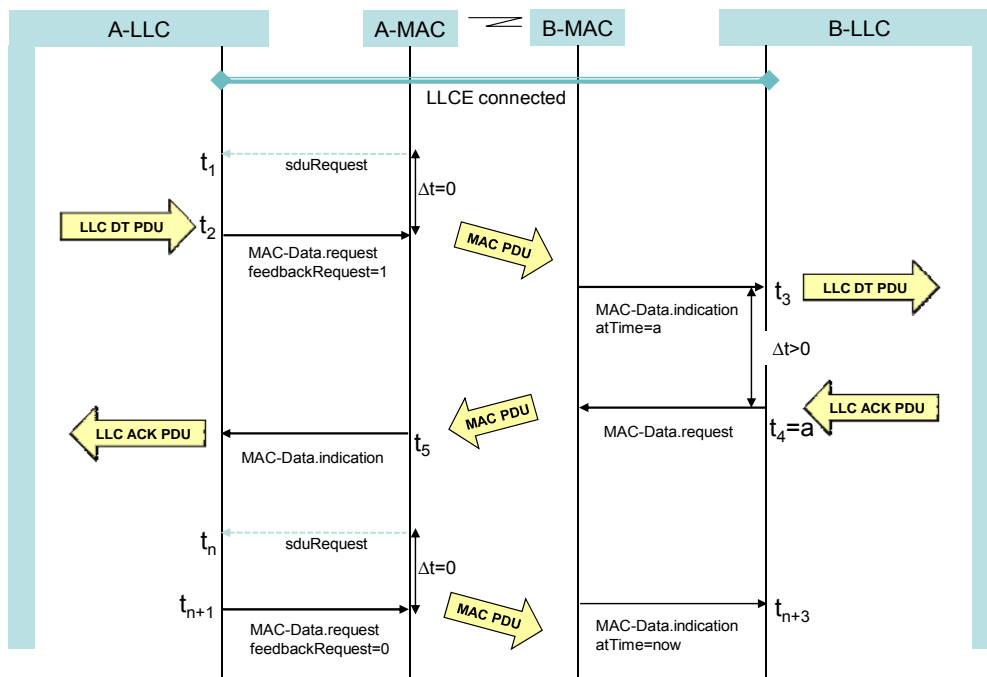 A-LLC
A-MAC
B-MAC
B-LLC
LLCE connected
t1
sduRequest
Δt=0
LLC DT PDU
t2
MAC-Data.request
feedbackRequest=1
MAC PDU
t3
LLC DT PDU
MAC-Data.indication
atTime=a
Δt>0
LLC ACK PDU
MAC-Data.indication
t5
MAC PDU
MAC-Data.request
t4=a
LLC ACK PDU
tn
sduRequest
Δt=0
tn+1
MAC-Data.request
feedbackRequest=0
MAC PDU
MAC-Data.indication
atTime=now
tn+3